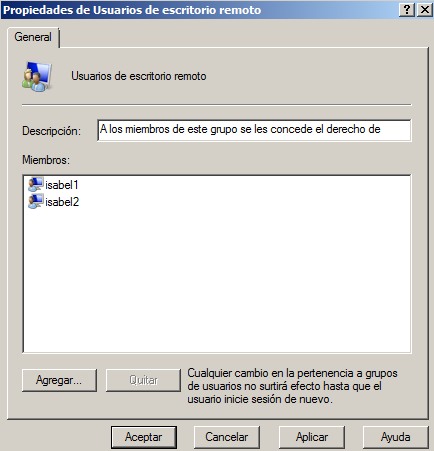 Propiedades de Usuarios de escritorio remoto
General
Usuarios de escritorio remoto
Descripción:
A los miembros de este grupo se les concede el derecho de
Miembros:
isabel1
isabel2
Agregar...
Quitar
Cualquier cambio en la pertenencia a grupos
de usuarios no surtirá efecto hasta que el
usuario inicie sesión de nuevo.
Aceptar
Cancelar
Aplicar
Ayuda